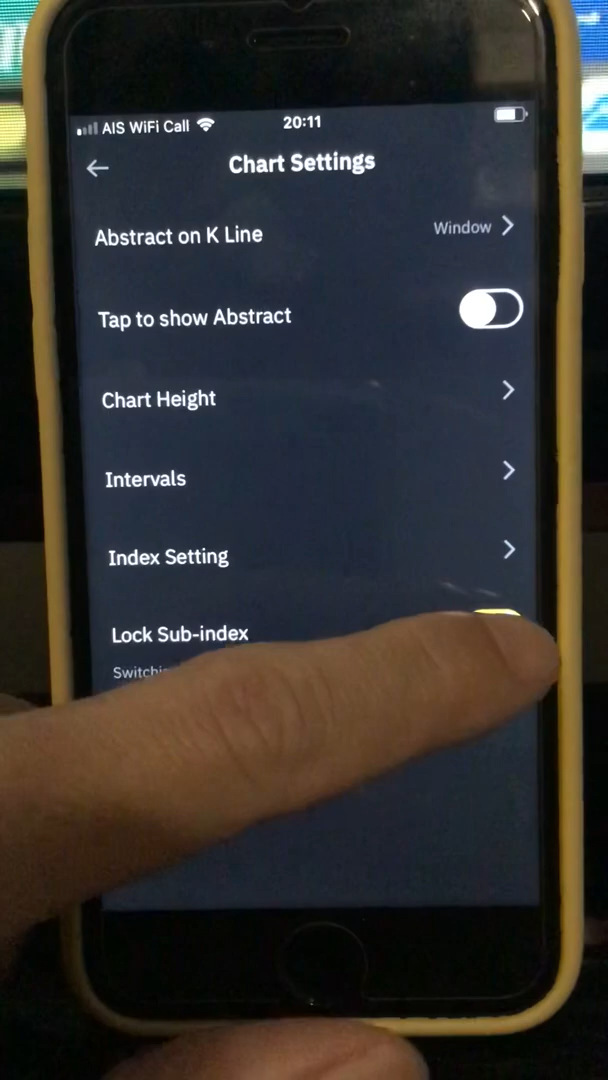 AIS WiFi Call
20:11
Chart Settings
Abstract on K Line
Window
Tap to show Abstract
Chart Height
Intervals
Index Setting
Lock Sub-index